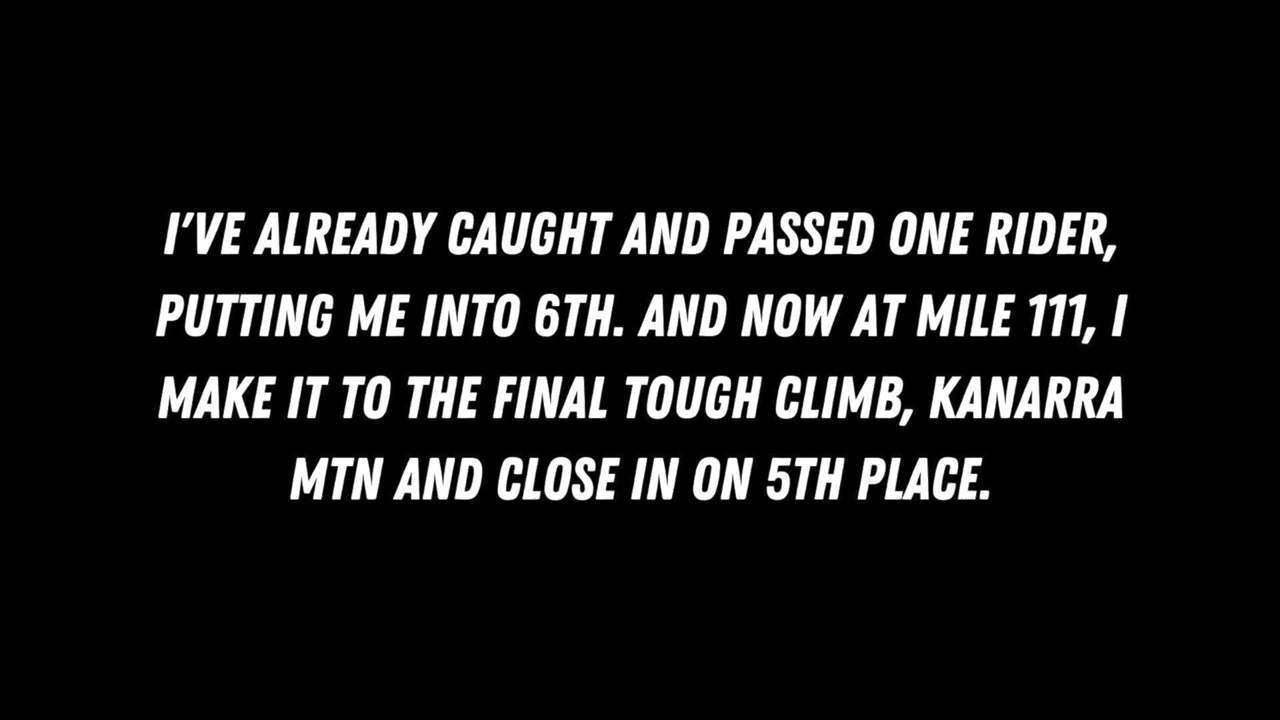 I'VE ALREADY CAUGHT AND PASSED ONE RIDER,
PUTTING ME INTO 6TH. AND NOW AT MILE 111, I
MAKE IT TO THE FINAL TOUGH CLIMB, KANARRA
MTN AND CLOSE IN ON 5TH PLACE.